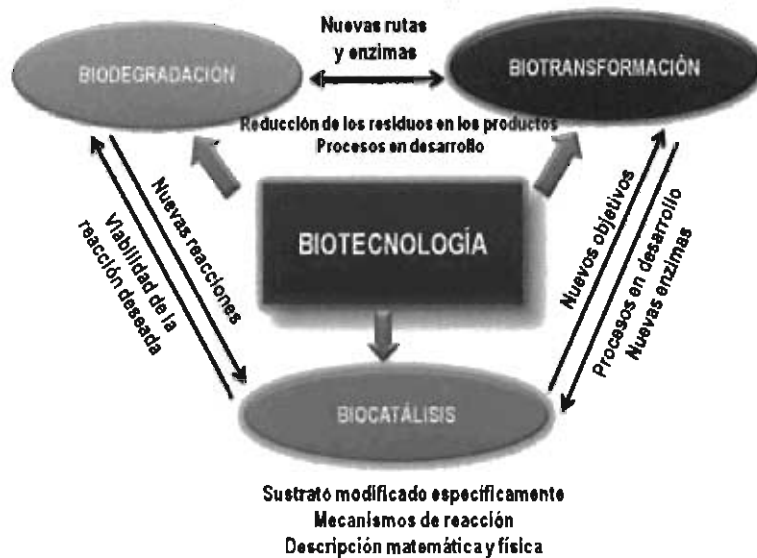 Nuevas rutas
y enzimas
BIODEGRADACIÓN
BIOTRANSFORMACIÓN
Reducción de los residuos en los productos
Procesos en desarrollo
BIOTECNOLOGÍA
Nuevas reacciones
Viabilidad de la
reacción deseada
Nuevos objetivos
Procesos en desarrollo
Nuevas enzimas
BIOCATÁLISIS
Sustrato modificado específicamente
Mecanismos de reacción
Descripción matemática y física